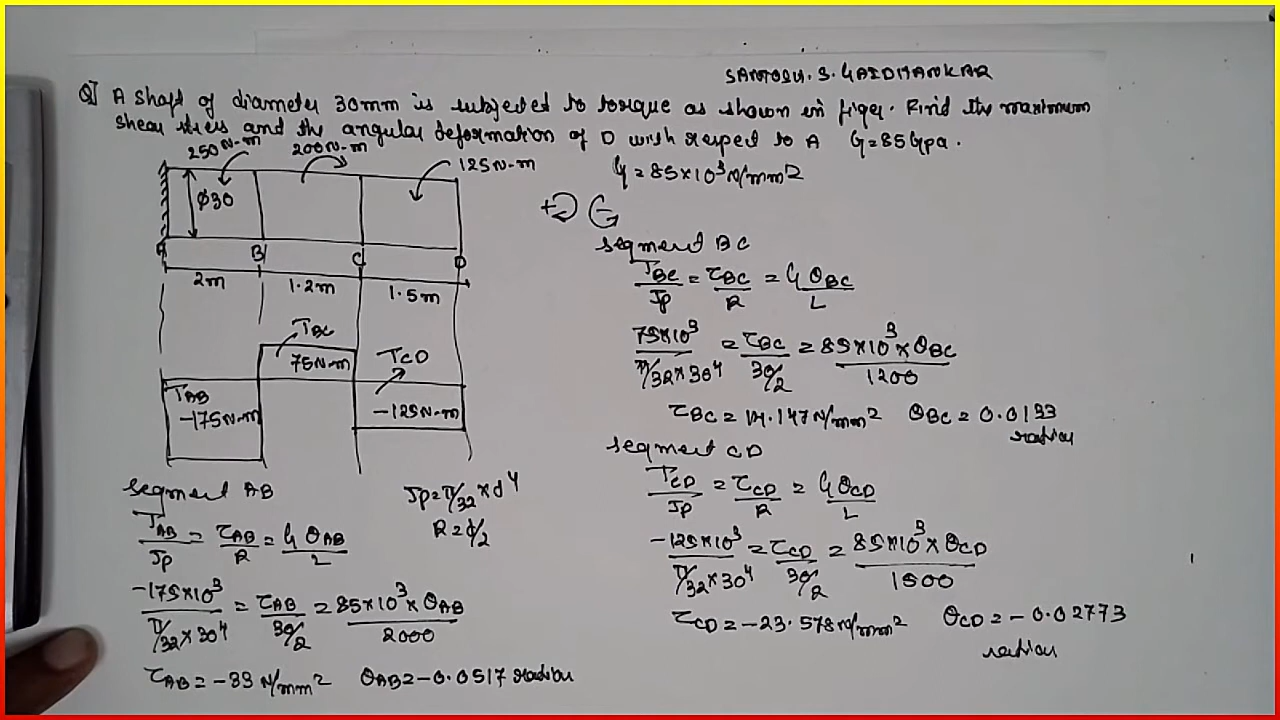 SANTOSH. S. GAIDHANKAR
Q] A shaft of diameter 30mm is subjected to torque as shown in figer. Find the maximum
shear stress and the angular deformation of D with respect to A G=85Gpa.
250N-m 200N-m 125N-m
G=85×10³N/mm²
ϕ30
+ -
A B C D
2m 1.2m 1.5m
TBC
75N-m
TCD
TAB
-175N-m
-125N-m
segment AB
Jp=π/32×d⁴
R=d/2
TAB/Jp = τAB/R = GθAB/L
-175×10³/π/32×30⁴ = τAB/30/2 = 85×10³×θAB/2000
τAB=-33N/mm² θAB=-0.0517 radian
segment BC
TBC/Jp = τBC/R = GθBC/L
75×10³/π/32×30⁴ = τBC/30/2 = 85×10³×θBC/1200
τBC=14.147N/mm² θBC=0.0133
radian
segment CD
TCD/Jp = τCD/R = GθCD/L
-125×10³/π/32×30⁴ = τCD/30/2 = 85×10³×θCD/1500
τCD=-23.578N/mm² θCD=-0.02773
radian